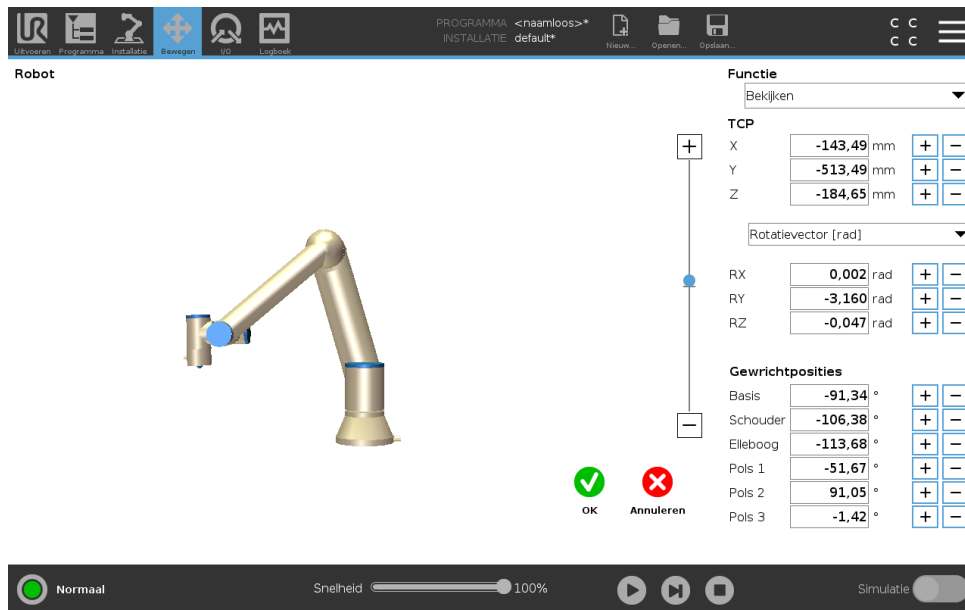 UR
Uitvoeren Programma Installatie Bewegen I/O Logboek
PROGRAMMA <naamloos>*
INSTALLATIE default*
Nieuw... Openen... Opslaan...
C C
C C
Robot
Functie
Bekijken
TCP
X -143,49 mm + −
Y -513,49 mm + −
Z -184,65 mm + −
Rotatievector [rad]
RX 0,002 rad + −
RY -3,160 rad + −
RZ -0,047 rad + −
Gewrichtposities
Basis -91,34 ° + −
Schouder -106,38 ° + −
Elleboog -113,68 ° + −
Pols 1 -51,67 ° + −
Pols 2 91,05 ° + −
Pols 3 -1,42 ° + −
+
−
OK Annuleren
Normaal
Snelheid 100%
Simulatie